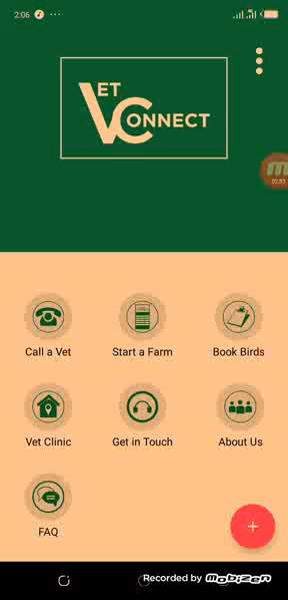 2:06
VET
CONNECT
Call a Vet
Start a Farm
Book Birds
Vet Clinic
Get in Touch
About Us
FAQ
+
Recorded by mobizen